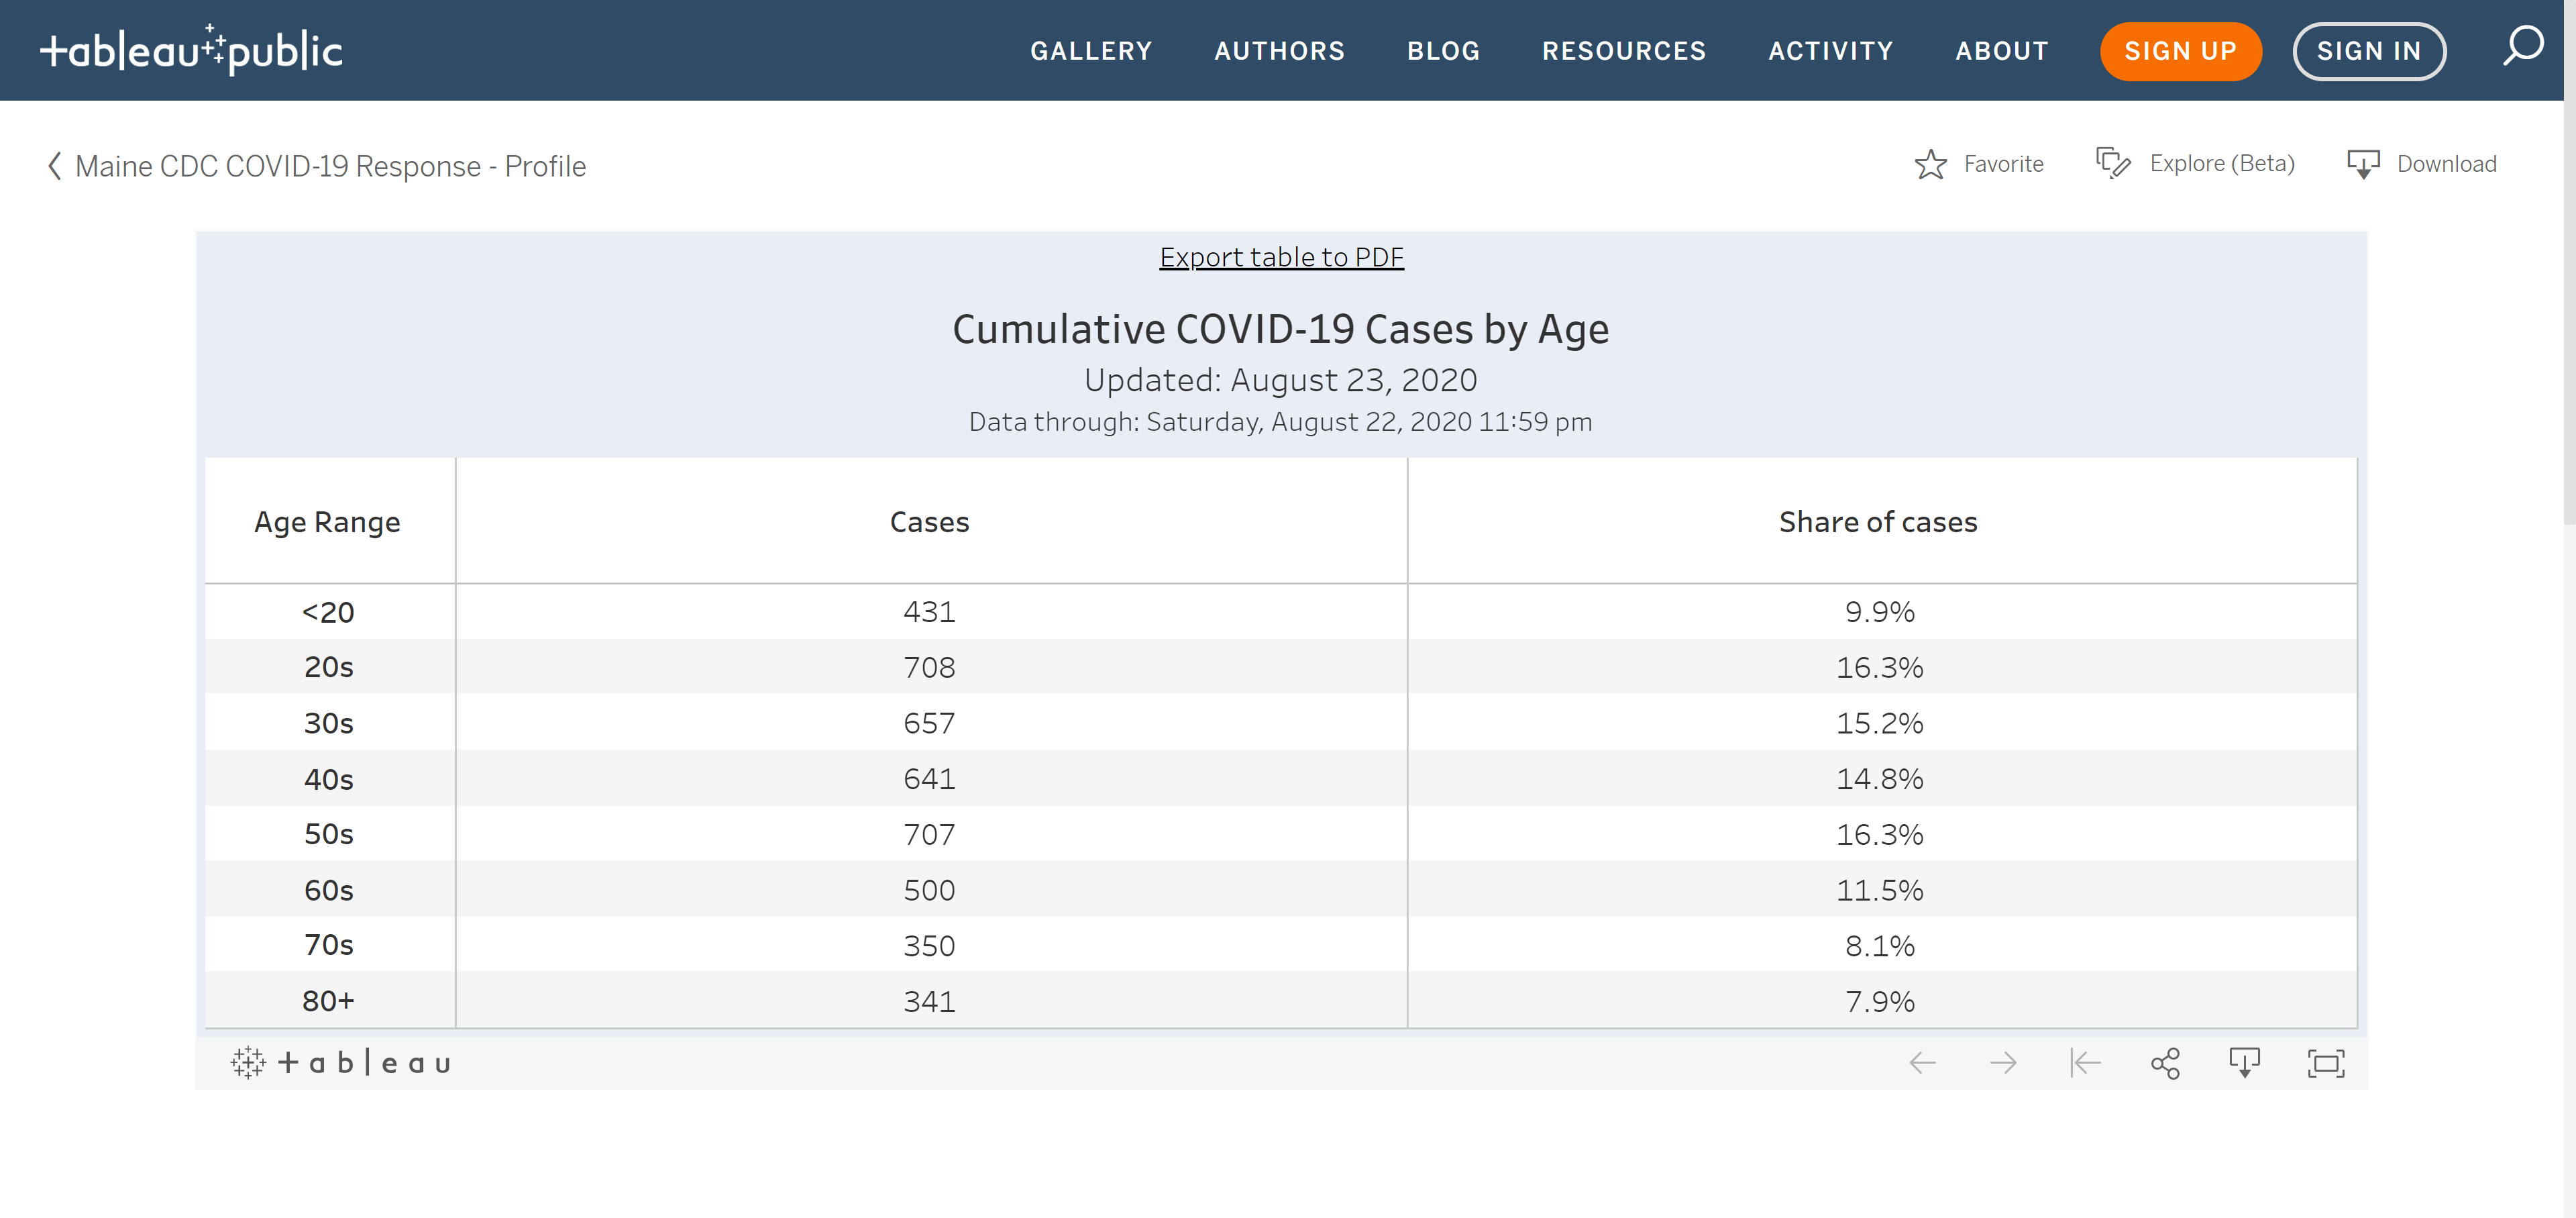 tableau public GALLERY AUTHORS BLOG RESOURCES ACTIVITY ABOUT SIGN UP SIGN IN
Maine CDC COVID-19 Response - Profile Favorite Explore (Beta) Download
Export table to PDF
Cumulative COVID-19 Cases by Age
Updated: August 23, 2020
Data through: Saturday, August 22, 2020 11:59 pm
Age Range Cases Share of cases
<20 431 9.9%
20s 708 16.3%
30s 657 15.2%
40s 641 14.8%
50s 707 16.3%
60s 500 11.5%
70s 350 8.1%
80+ 341 7.9%
tableau